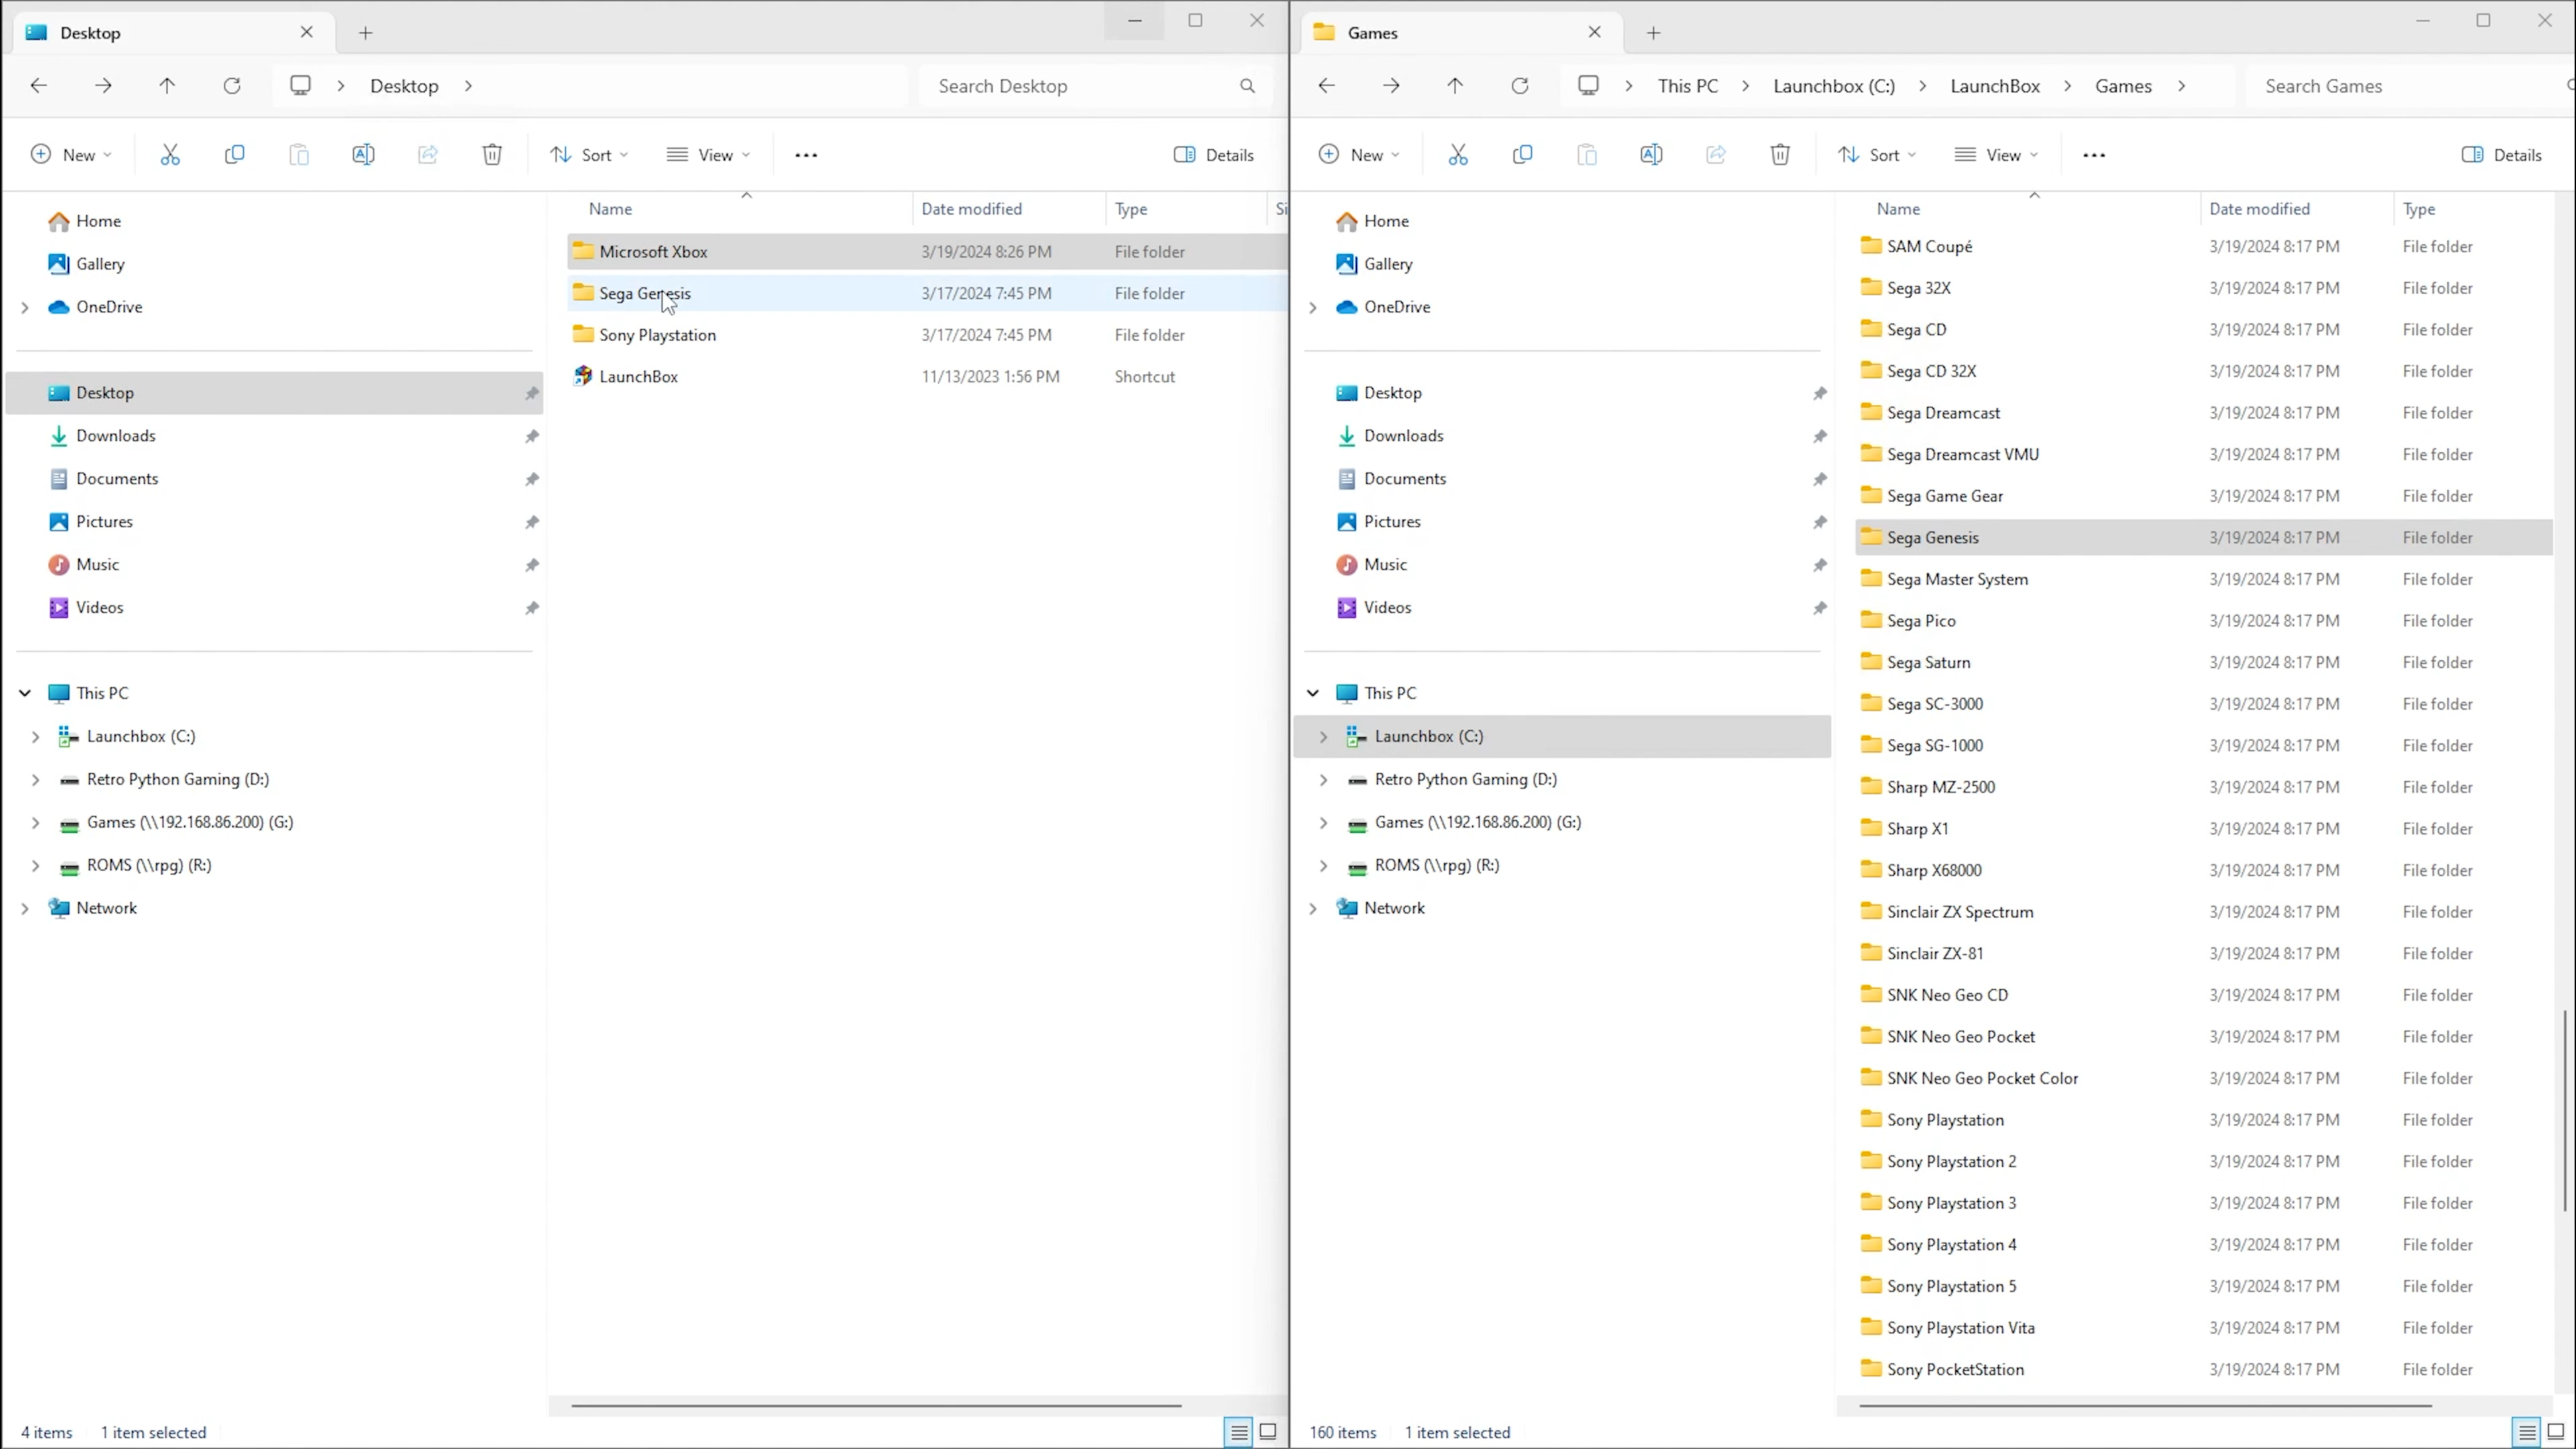 Desktop
Desktop
Search Desktop
New
Sort
View
Details
Home
Gallery
OneDrive
Desktop
Downloads
Documents
Pictures
Music
Videos
This PC
Launchbox (C:)
Retro Python Gaming (D:)
Games (\\192.168.86.200) (G:)
ROMS (\\rpg) (R:)
Network
Name Date modified Type Si
Microsoft Xbox 3/19/2024 8:26 PM File folder
Sega Genesis 3/17/2024 7:45 PM File folder
Sony Playstation 3/17/2024 7:45 PM File folder
LaunchBox 11/13/2023 1:56 PM Shortcut
4 items 1 item selected
Games
This PC Launchbox (C:) LaunchBox Games
Search Games
New
Sort
View
Details
Home
Gallery
OneDrive
Desktop
Downloads
Documents
Pictures
Music
Videos
This PC
Launchbox (C:)
Retro Python Gaming (D:)
Games (\\192.168.86.200) (G:)
ROMS (\\rpg) (R:)
Network
Name Date modified Type
SAM Coupé 3/19/2024 8:17 PM File folder
Sega 32X 3/19/2024 8:17 PM File folder
Sega CD 3/19/2024 8:17 PM File folder
Sega CD 32X 3/19/2024 8:17 PM File folder
Sega Dreamcast 3/19/2024 8:17 PM File folder
Sega Dreamcast VMU 3/19/2024 8:17 PM File folder
Sega Game Gear 3/19/2024 8:17 PM File folder
Sega Genesis 3/19/2024 8:17 PM File folder
Sega Master System 3/19/2024 8:17 PM File folder
Sega Pico 3/19/2024 8:17 PM File folder
Sega Saturn 3/19/2024 8:17 PM File folder
Sega SC-3000 3/19/2024 8:17 PM File folder
Sega SG-1000 3/19/2024 8:17 PM File folder
Sharp MZ-2500 3/19/2024 8:17 PM File folder
Sharp X1 3/19/2024 8:17 PM File folder
Sharp X68000 3/19/2024 8:17 PM File folder
Sinclair ZX Spectrum 3/19/2024 8:17 PM File folder
Sinclair ZX-81 3/19/2024 8:17 PM File folder
SNK Neo Geo CD 3/19/2024 8:17 PM File folder
SNK Neo Geo Pocket 3/19/2024 8:17 PM File folder
SNK Neo Geo Pocket Color 3/19/2024 8:17 PM File folder
Sony Playstation 3/19/2024 8:17 PM File folder
Sony Playstation 2 3/19/2024 8:17 PM File folder
Sony Playstation 3 3/19/2024 8:17 PM File folder
Sony Playstation 4 3/19/2024 8:17 PM File folder
Sony Playstation 5 3/19/2024 8:17 PM File folder
Sony Playstation Vita 3/19/2024 8:17 PM File folder
Sony PocketStation 3/19/2024 8:17 PM File folder
160 items 1 item selected